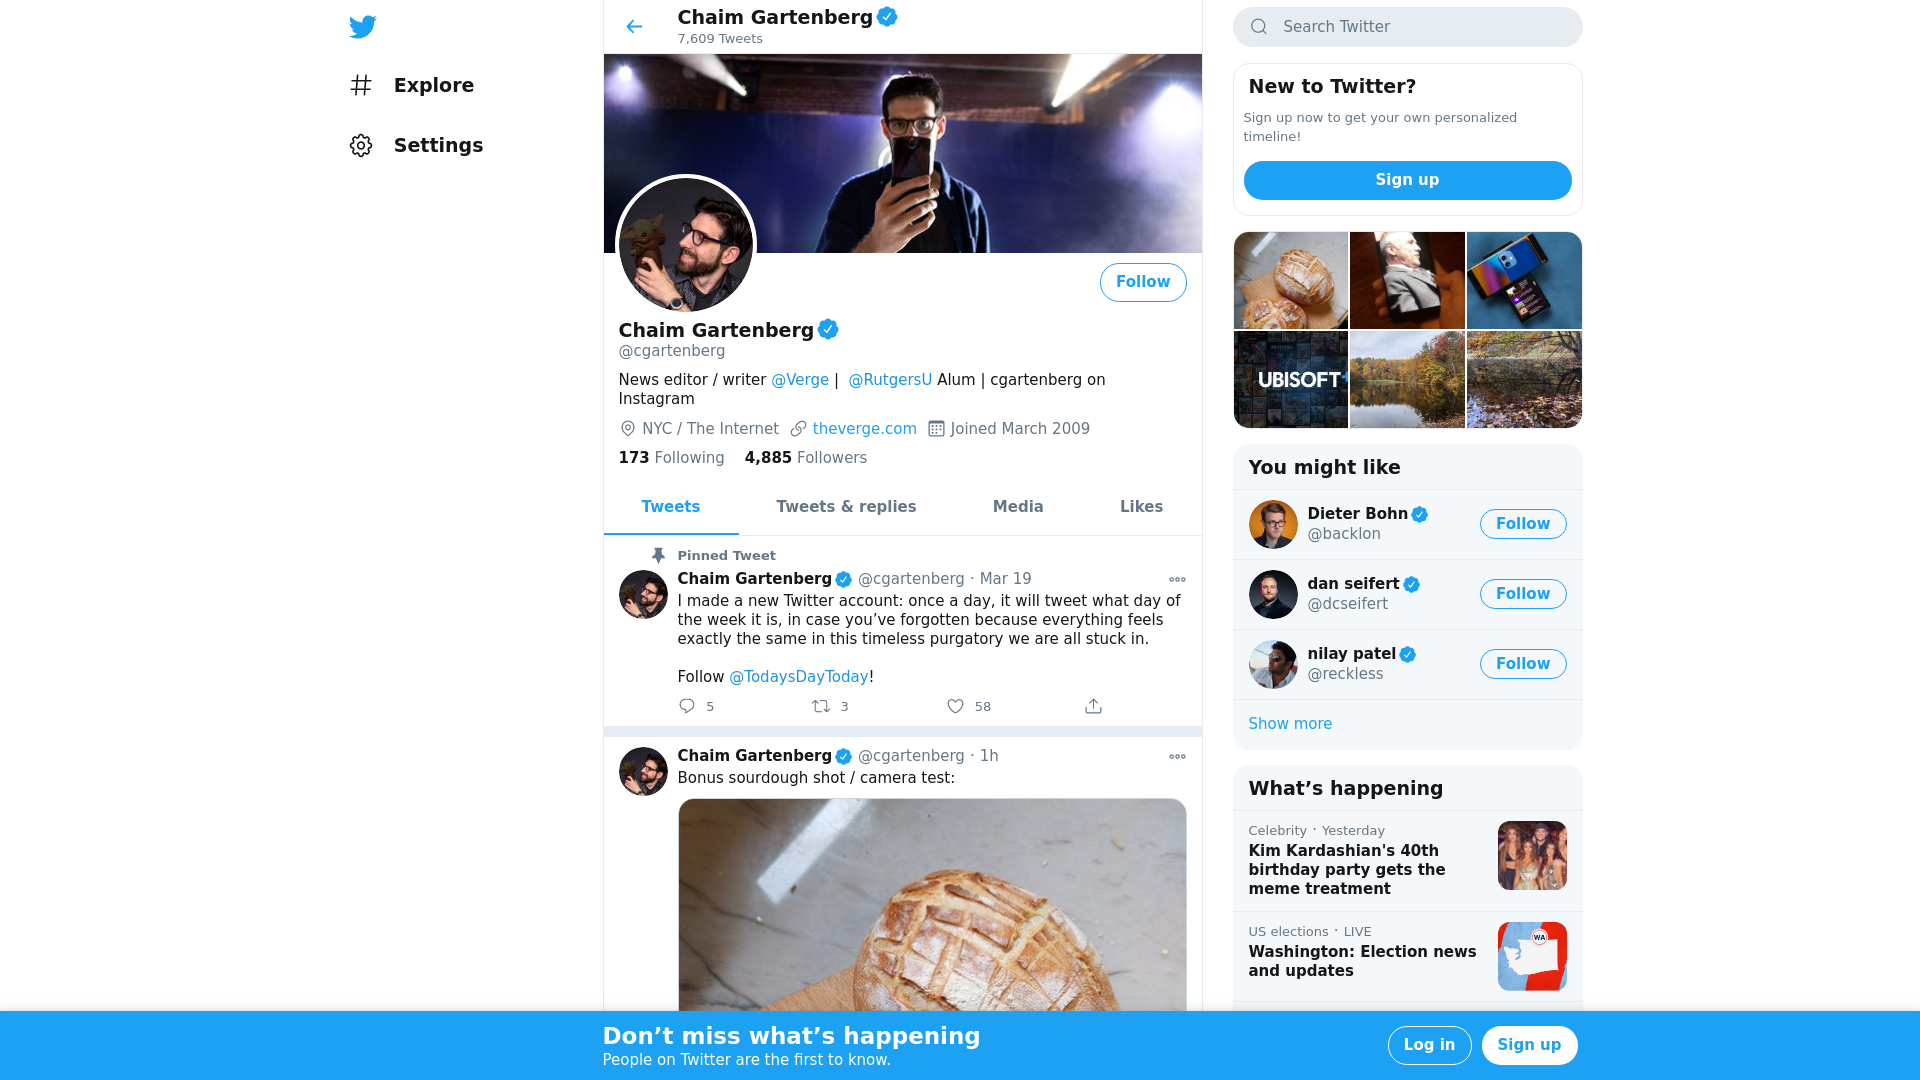 Explore
Settings
Chaim Gartenberg
7,609 Tweets
Follow
Chaim Gartenberg
@cgartenberg
News editor / writer @Verge | @RutgersU Alum | cgartenberg on
Instagram
NYC / The Internet theverge.com Joined March 2009
173 Following 4,885 Followers
Tweets Tweets & replies Media Likes
Pinned Tweet
Chaim Gartenberg @cgartenberg · Mar 19
I made a new Twitter account: once a day, it will tweet what day of
the week it is, in case you’ve forgotten because everything feels
exactly the same in this timeless purgatory we are all stuck in.
Follow @TodaysDayToday!
5 3 58
Chaim Gartenberg @cgartenberg · 1h
Bonus sourdough shot / camera test:
Search Twitter
New to Twitter?
Sign up now to get your own personalized
timeline!
Sign up
UBISOFT+
You might like
Dieter Bohn
@backlon
Follow
dan seifert
@dcseifert
Follow
nilay patel
@reckless
Follow
Show more
What’s happening
Celebrity · Yesterday
Kim Kardashian's 40th
birthday party gets the
meme treatment
US elections · LIVE
Washington: Election news
and updates
WA
Don’t miss what’s happening
People on Twitter are the first to know.
Log in Sign up